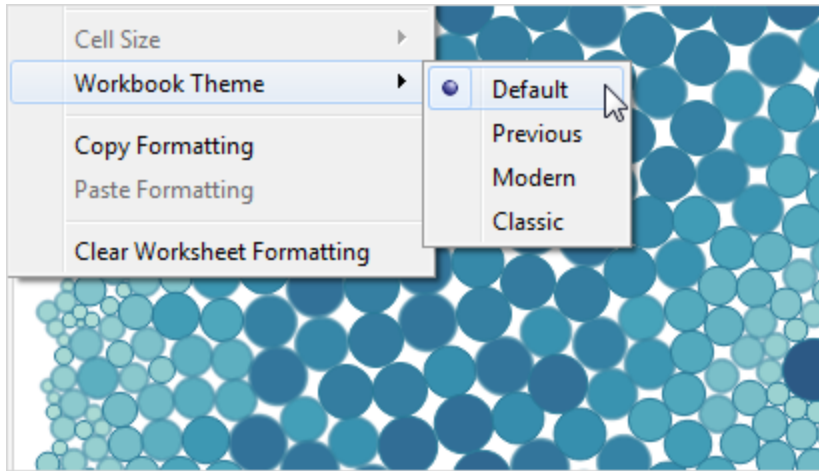 Cell Size
Workbook Theme
Default
Previous
Modern
Classic
Copy Formatting
Paste Formatting
Clear Worksheet Formatting